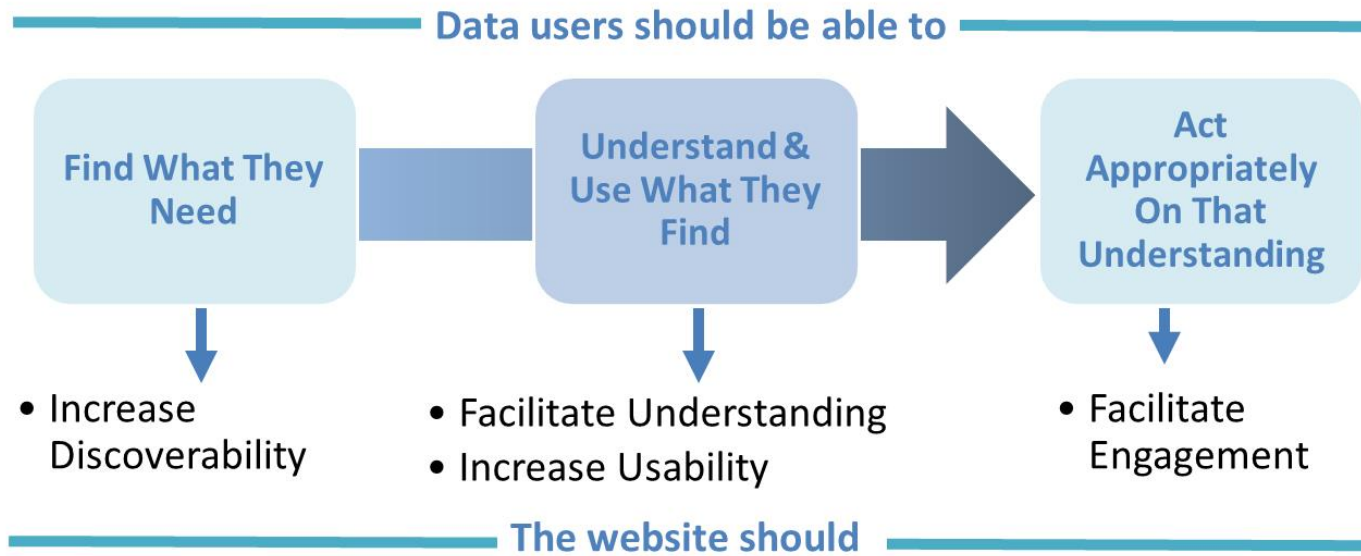 Data users should be able to
Find What They
Need
Understand &
Use What They
Find
Act
Appropriately
On That
Understanding
• Increase
Discoverability
• Facilitate Understanding
• Increase Usability
• Facilitate
Engagement
The website should